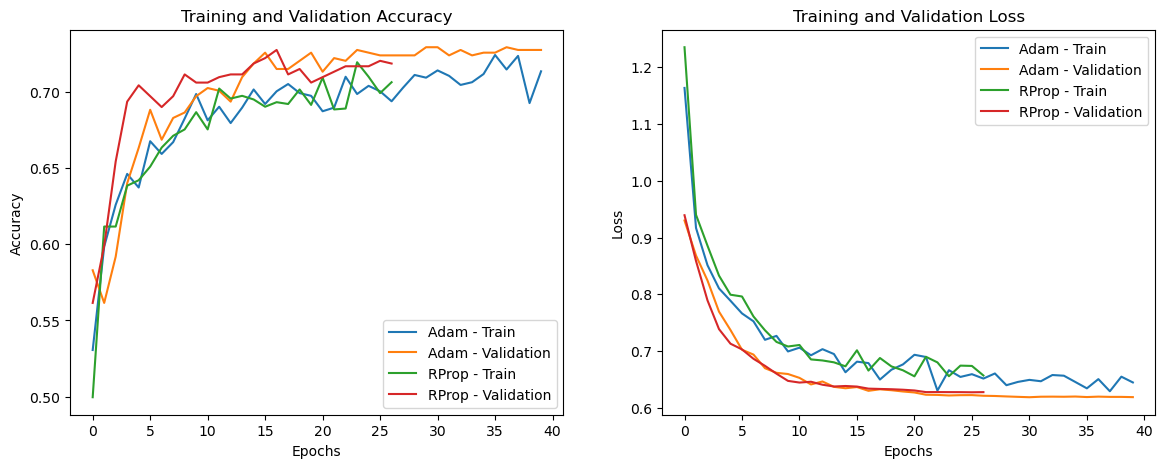 Training and Validation Accuracy
Accuracy
0.70
0.65
0.60
0.55
0.50
Adam - Train
Adam - Validation
RProp - Train
RProp - Validation
0 5 10 15 20 25 30 35 40
Epochs
Training and Validation Loss
Loss
1.2
1.1
1.0
0.9
0.8
0.7
0.6
Adam - Train
Adam - Validation
RProp - Train
RProp - Validation
0 5 10 15 20 25 30 35 40
Epochs